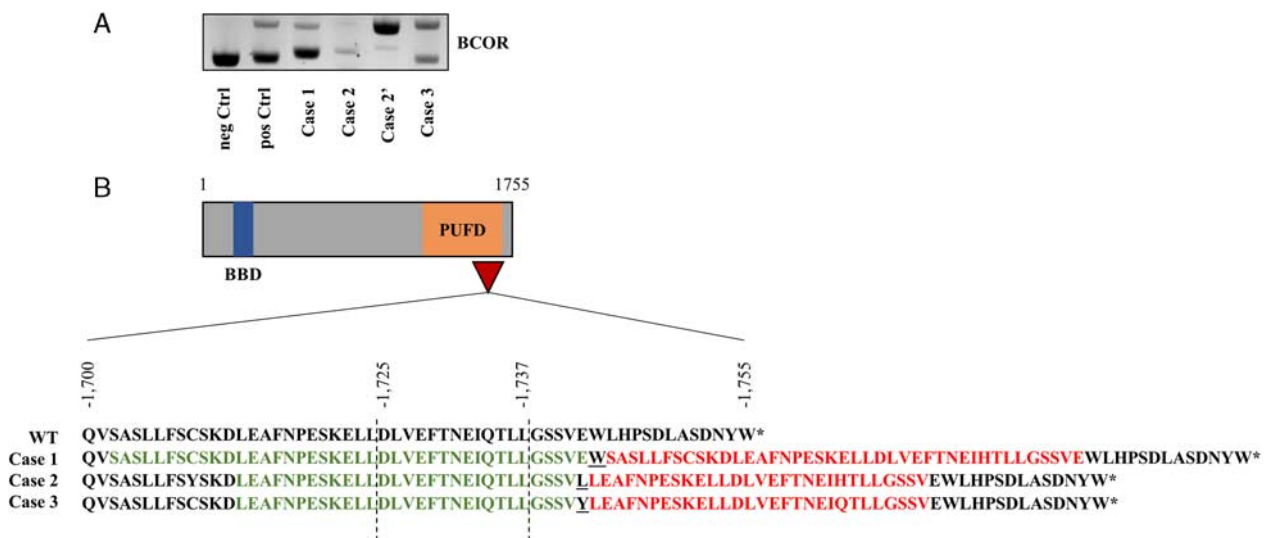 A
BCOR
neg Ctrl
pos Ctrl
Case 1
Case 2
Case 2'
Case 3
B
1 1755
PUFD
BBD
-1,700 -1,725 -1,737 -1,755
WT QVSASLLFSCSKDLEAFNPESKELLDLVEFTNEIQTLLGSSVEWLHPSDLASDNYW*
Case 1 QVSASLLFSCSKDLEAFNPESKELLDLVEFTNEIQTLLGSSVEWSASLLFSCSKDLEAFNPESKELLDLVEFTNEIHTLLGSSVEWLHPSDLASDNYW*
Case 2 QVSASLLFSYSKDLEAFNPESKELLDLVEFTNEIQTLLGSSVLLEAFNPESKELLDLVEFTNEIHTLLGSSVEWLHPSDLASDNYW*
Case 3 QVSASLLFSCSKDLEAFNPESKELLDLVEFTNEIQTLLGSSVYLEAFNPESKELLDLVEFTNEIQTLLGSSVEWLHPSDLASDNYW*